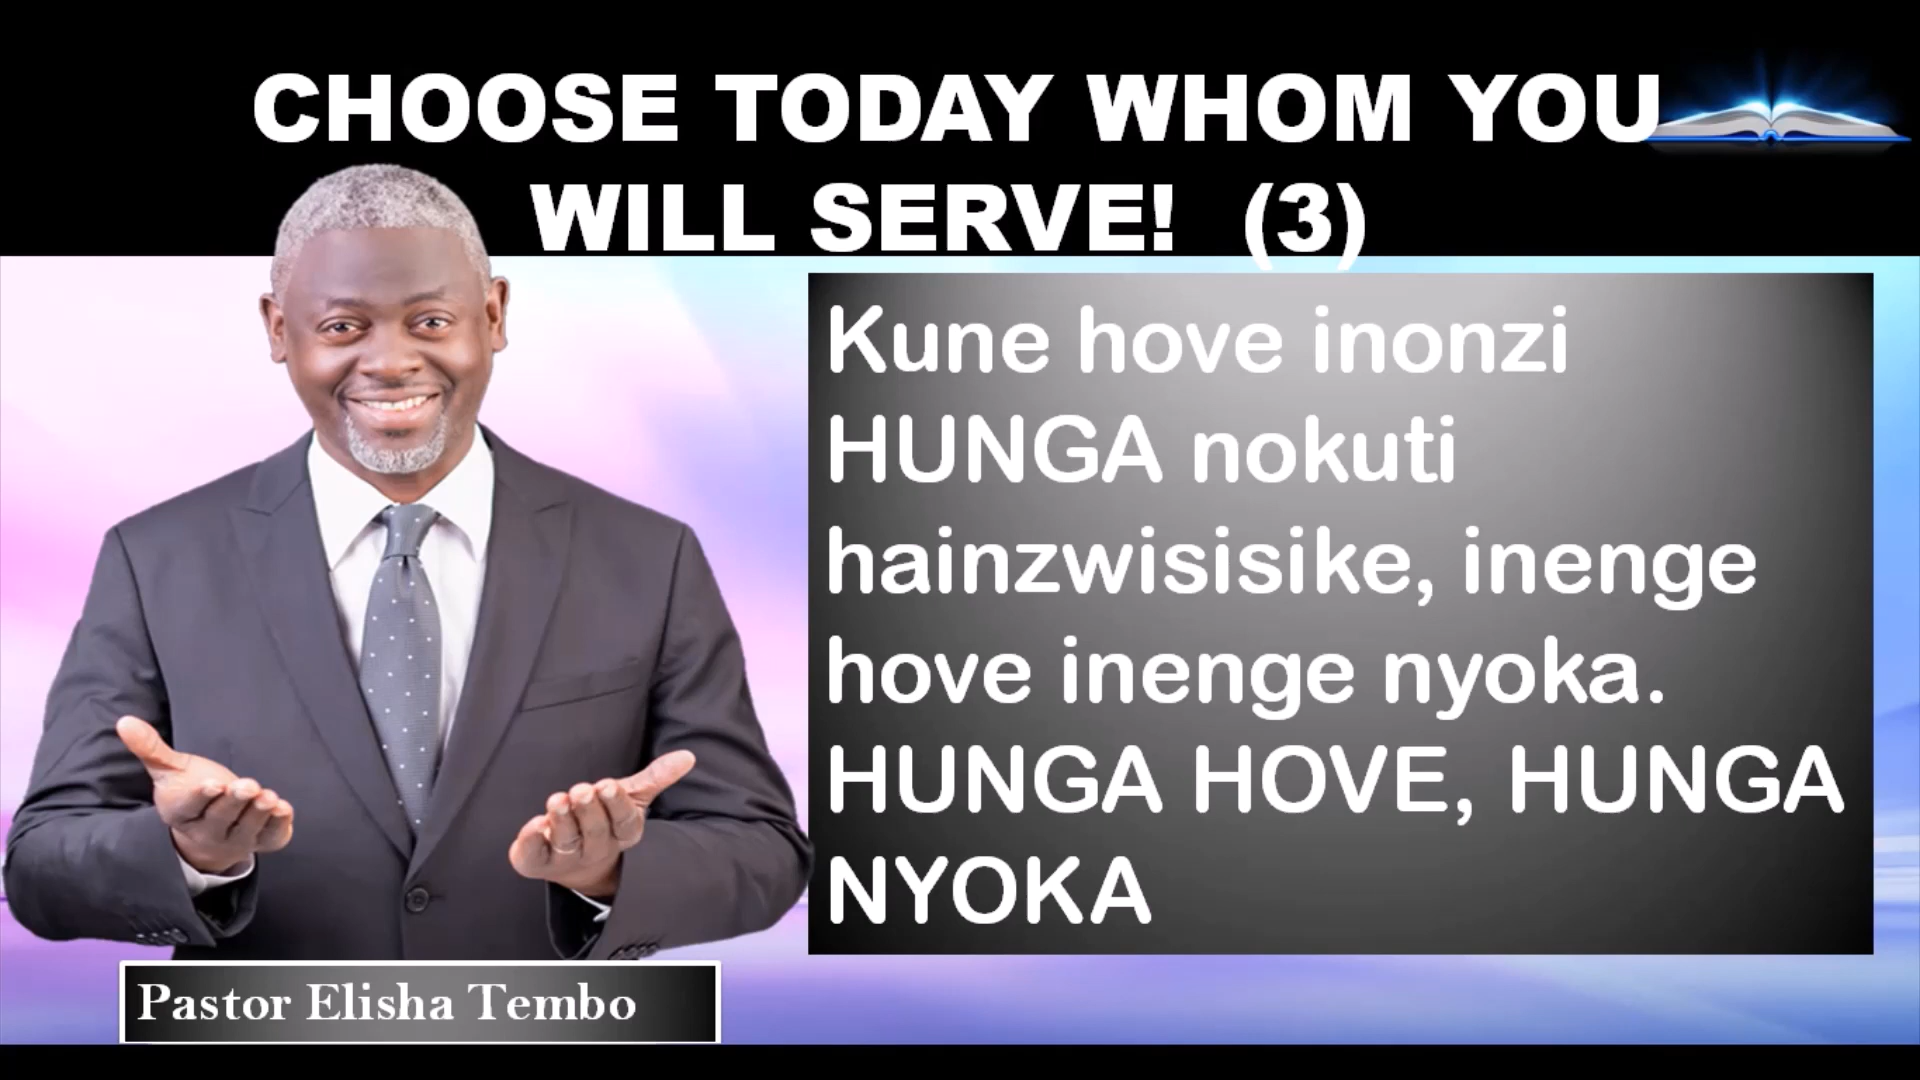 CHOOSE TODAY WHOM YOU
WILL SERVE! (3)
Kune hove inonzi
HUNGA nokuti
hainzwisisike, inenge
hove inenge nyoka.
HUNGA HOVE, HUNGA
NYOKA
Pastor Elisha Tembo